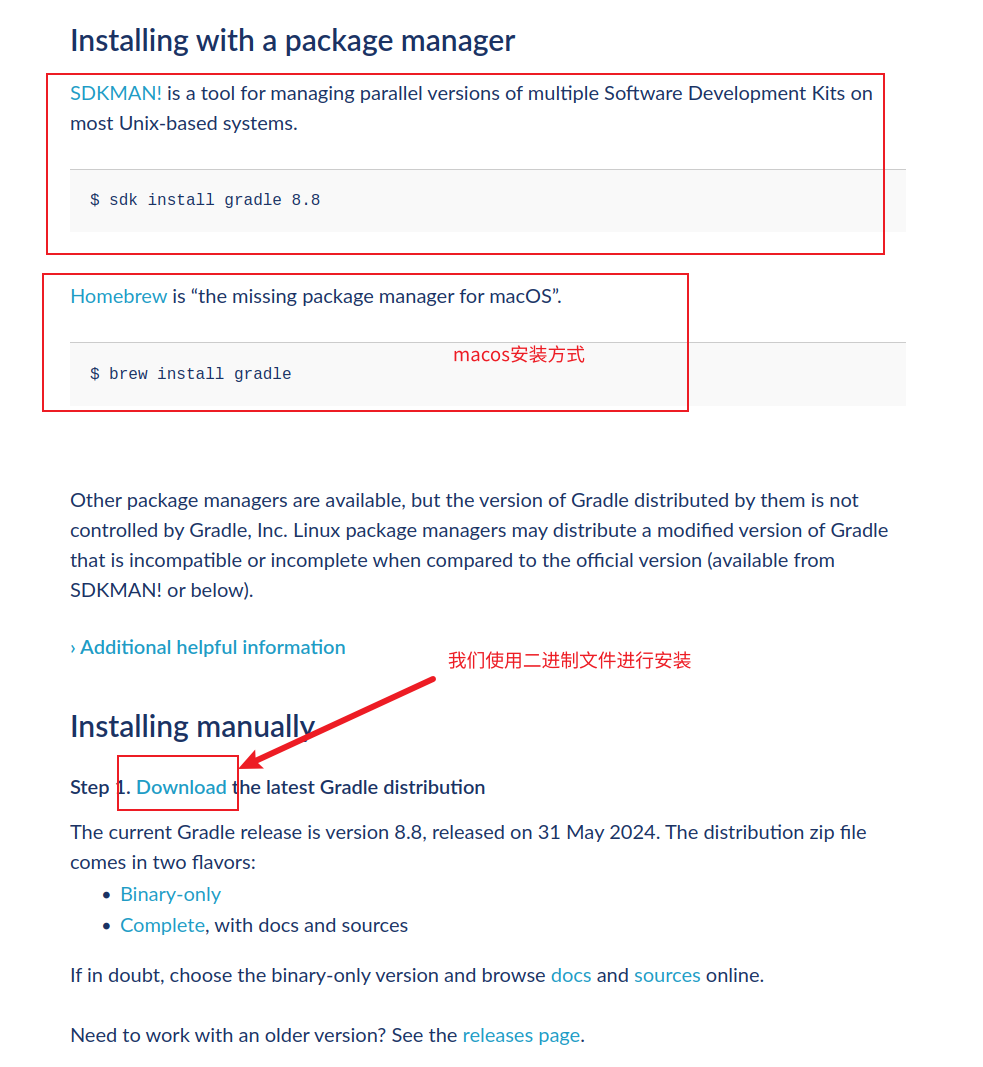 Installing with a package manager
SDKMAN! is a tool for managing parallel versions of multiple Software Development Kits on
most Unix-based systems.
$ sdk install gradle 8.8
Homebrew is “the missing package manager for macOS”.
macos安装方式
$ brew install gradle
Other package managers are available, but the version of Gradle distributed by them is not
controlled by Gradle, Inc. Linux package managers may distribute a modified version of Gradle
that is incompatible or incomplete when compared to the official version (available from
SDKMAN! or below).
› Additional helpful information
我们使用二进制文件进行安装
Installing manually
Step 1. Download the latest Gradle distribution
The current Gradle release is version 8.8, released on 31 May 2024. The distribution zip file
comes in two flavors:
• Binary-only
• Complete, with docs and sources
If in doubt, choose the binary-only version and browse docs and sources online.
Need to work with an older version? See the releases page.